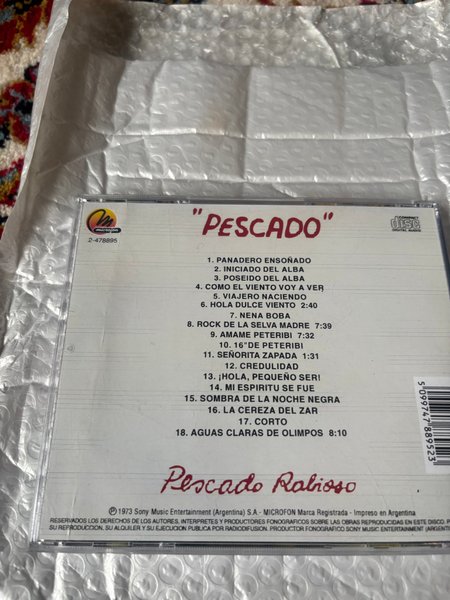 "PESCADO"
microfon
2-478895
COMPACT
disc
DIGITAL AUDIO
1. PANADERO ENSOÑADO
2. INICIADO DEL ALBA
3. POSEIDO DEL ALBA
4. COMO EL VIENTO VOY A VER
5. VIAJERO NACIENDO
6. HOLA DULCE VIENTO 2:40
7. NENA BOBA
8. ROCK DE LA SELVA MADRE 7:39
9. AMAME PETERIBI 7:32
10. 16"DE PETERIBI
11. SEÑORITA ZAPADA 1:31
12. CREDULIDAD
13. ¡HOLA, PEQUEÑO SER!
14. MI ESPIRITU SE FUE
15. SOMBRA DE LA NOCHE NEGRA
16. LA CEREZA DEL ZAR
17. CORTO
18. AGUAS CLARAS DE OLIMPOS 8:10
5099747889523
Pescado Rabioso
Ⓟ 1973 Sony Music Entertainment (Argentina) S.A - MICROFON Marca Registrada - Impreso en Argentina
RESERVADOS LOS DERECHOS DE LOS AUTORES, INTERPRETES Y PRODUCTORES FONOGRAFICOS SOBRE LAS OBRAS REPRODUCIDAS EN ESTE DISCO.
SU REPRODUCCION, SU ALQUILER Y SU EJECUCION PUBLICA POR RADIODIFUSION. PRODUCTOR FONOGRAFICO SONY MUSIC ENTERTAINMENT (ARGENTI